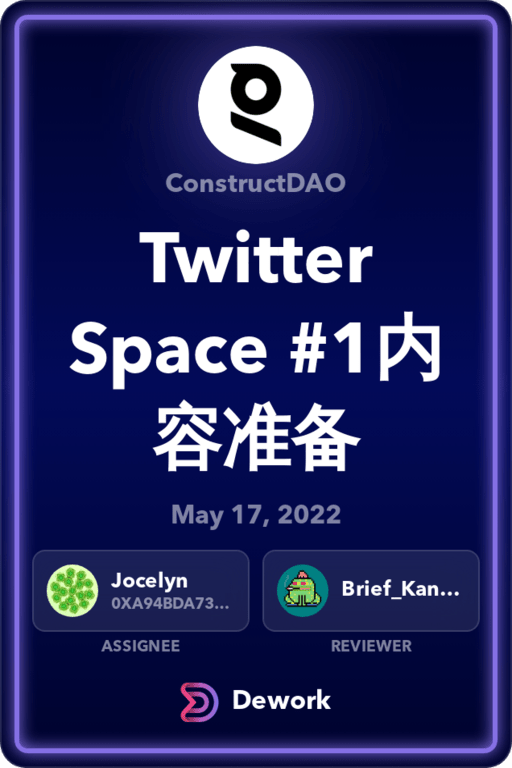 ConstructDAO
Twitter
Space #1内
容准备
May 17, 2022
Jocelyn
0XA94BDA73...
Brief_Kan...
ASSIGNEE
REVIEWER
Dework